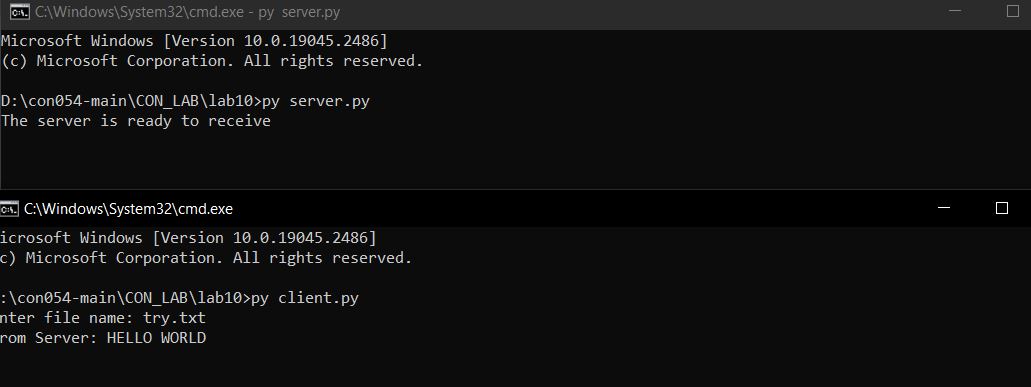 C:\Windows\System32\cmd.exe - py  server.py
Microsoft Windows [Version 10.0.19045.2486]
(c) Microsoft Corporation. All rights reserved.
D:\con054-main\CON_LAB\lab10>py server.py
The server is ready to receive
C:\Windows\System32\cmd.exe
icrosoft Windows [Version 10.0.19045.2486]
c) Microsoft Corporation. All rights reserved.
:\con054-main\CON_LAB\lab10>py client.py
nter file name: try.txt
rom Server: HELLO WORLD